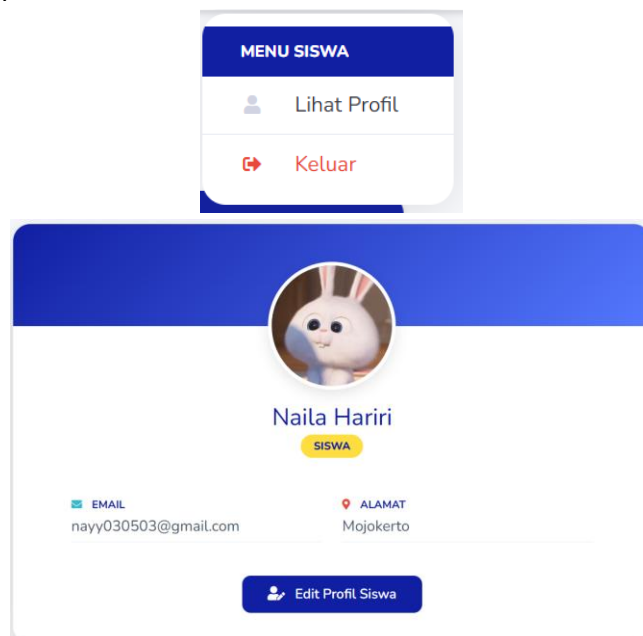 MENU SISWA
Lihat Profil
Keluar
Naila Hariri
SISWA
EMAIL
nayy030503@gmail.com
ALAMAT
Mojokerto
Edit Profil Siswa